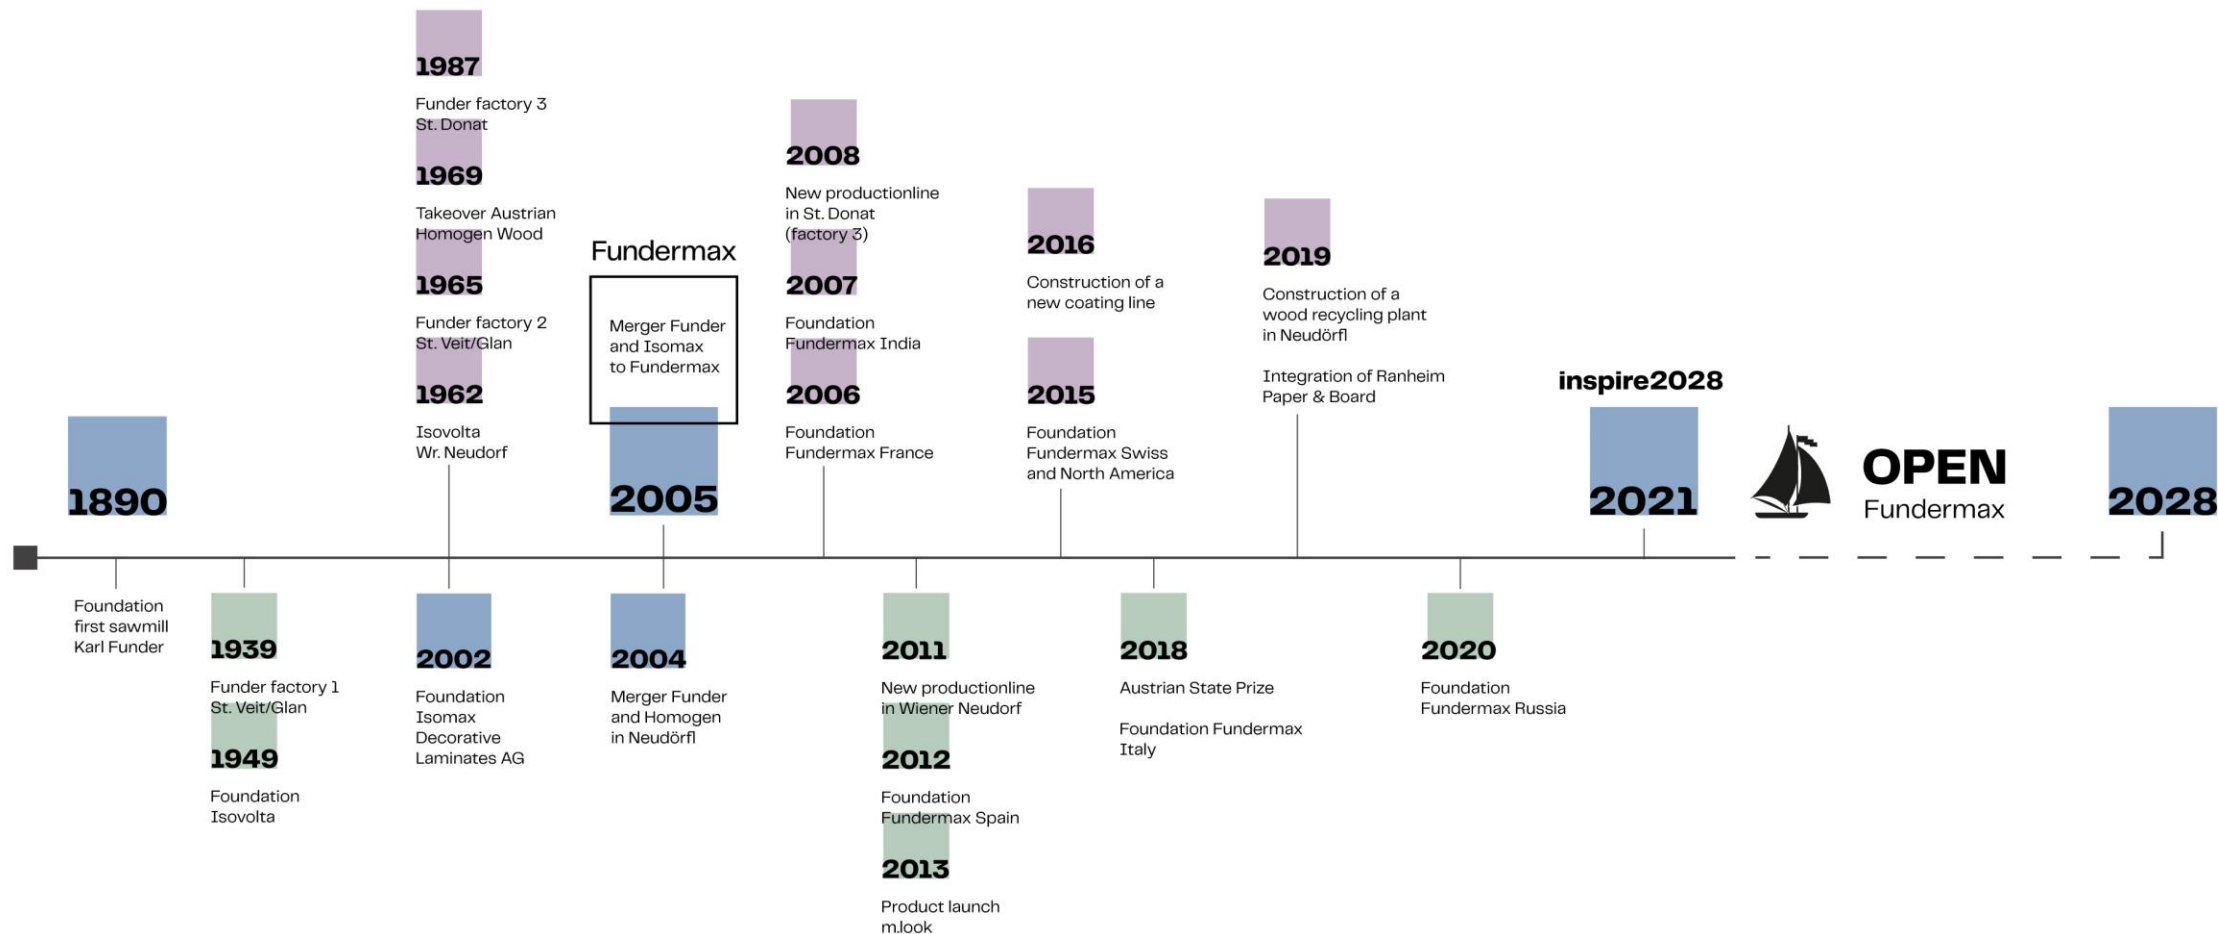 1987
Funder factory 3
St. Donat
1969
Takeover Austrian
Homogen Wood
1965
Funder factory 2
St. Veit/Glan
1962
Isovolta
Wr. Neudorf
Fundermax
Merger Funder
and Isomax
to Fundermax
2005
2008
New productionline
in St. Donat
(factory 3)
2007
Foundation
Fundermax India
2006
Foundation
Fundermax France
2016
Construction of a
new coating line
2015
Foundation
Fundermax Swiss
and North America
2019
Construction of a
wood recycling plant
in Neudörfl
Integration of Ranheim
Paper & Board
inspire2028
2021
OPEN
Fundermax
2028
1890
Foundation
first sawmill
Karl Funder
1939
Funder factory 1
St. Veit/Glan
1949
Foundation
Isovolta
2002
Foundation
Isomax
Decorative
Laminates AG
2004
Merger Funder
and Homogen
in Neudörfl
2011
New productionline
in Wiener Neudorf
2012
Foundation
Fundermax Spain
2013
Product launch
m.look
2018
Austrian State Prize
Foundation Fundermax
Italy
2020
Foundation
Fundermax Russia